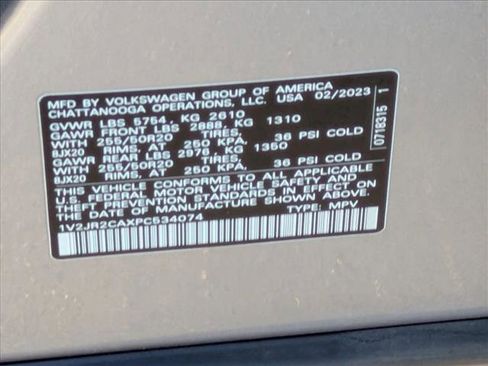 MFD BY VOLKSWAGEN GROUP OF AMERICA
CHATTANOOGA OPERATIONS, LLC. USA 02/2023
GVWR LBS 5754, KG 2610
GAWR FRONT LBS 2888, KG 1310
255/50R20 TIRES,
8JX20 RIMS, AT 250 KPA, 36 PSI COLD
GAWR REAR LBS 2976 1350
255/50R20 TIRES,
8JX20 RIMS, AT 250 KPA, 36 PSI COLD
THIS VEHICLE CONFORMS TO ALL APPLICABLE
U.S. FEDERAL MOTOR VEHICLE SAFETY AND
THEFT PREVENTION STANDARDS IN EFFECT ON THE
DATE OF MANUFACTURE SHOWN ABOVE.
1V2JR2CAXPC534074 TYPE: MPV
0718315 1